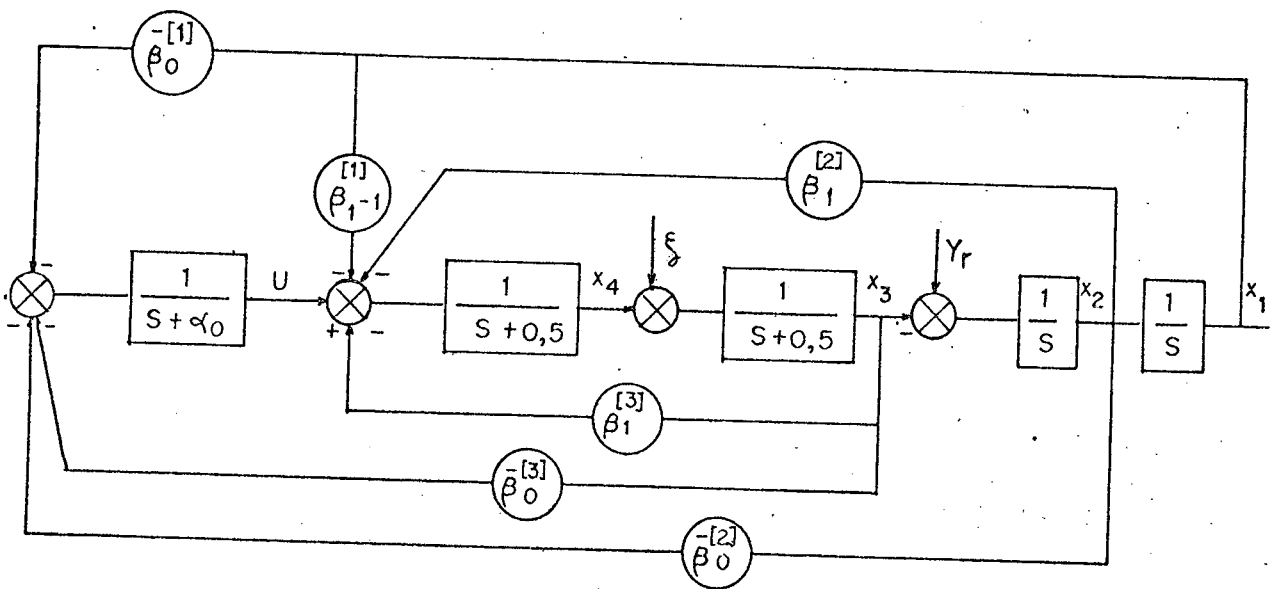 β̄0[1]
β1-1[1]
β1[2]
1
S+α0
U
1
S+0,5
x4
ξ
1
S+0,5
x3
Yr
1
S
x2
1
S
x1
β1[3]
β̄0[3]
β̄0[2]
- - - - - + - -